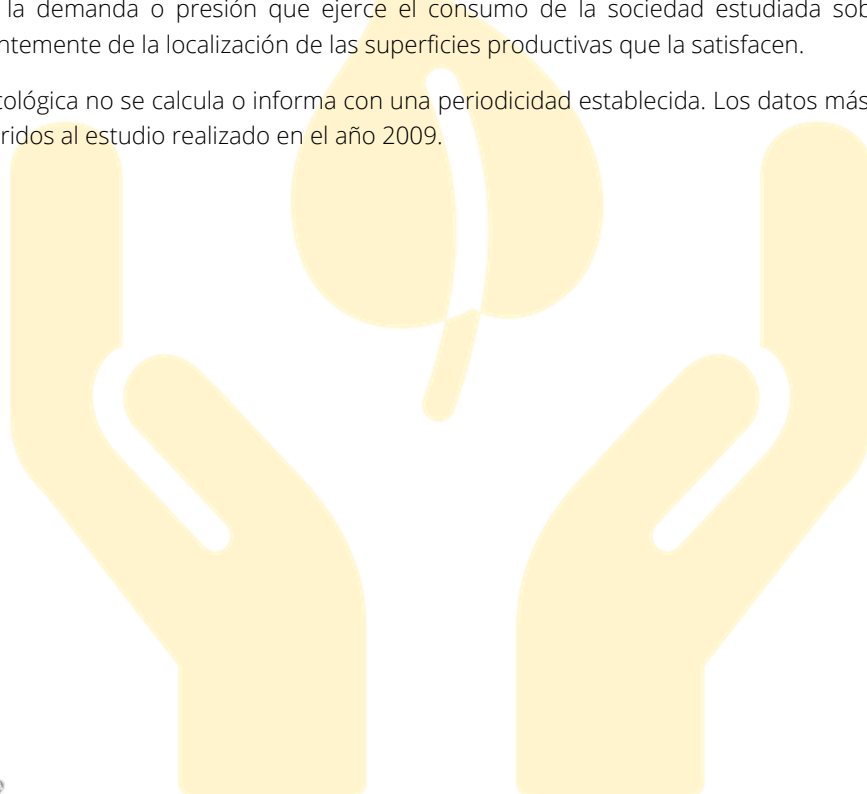 la demanda o presión que ejerce el consumo de la sociedad estudiada
ntemente de la localización de las superficies productivas que la satisfacen.
cológica no se calcula o informa con una periodicidad establecida. Los datos más
ridos al estudio realizado en el año 2009.